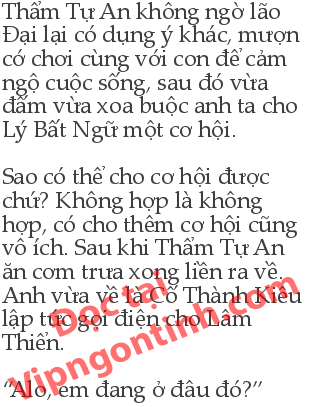 Thẩm Tự An không ngờ lão
Đại lại có dụng ý khác, mượn
cớ chơi cùng với con để cảm
ngộ cuộc sống, sau đó vừa
đấm vừa xoa buộc anh ta cho
Lý Bất Ngữ một cơ hội.
Sao có thể cho cơ hội được
chứ? Không hợp là không
hợp, có cho thêm cơ hội cũng
vô ích. Sau khi Thẩm Tự An
ăn cơm trưa xong liền ra về.
Anh vừa về là Cố Thành Kiêu
lập tức gọi điện cho Lâm
Thiển.
“Alo, em đang ở đâu đó?”
Đọc tại
Vipngontinh.com